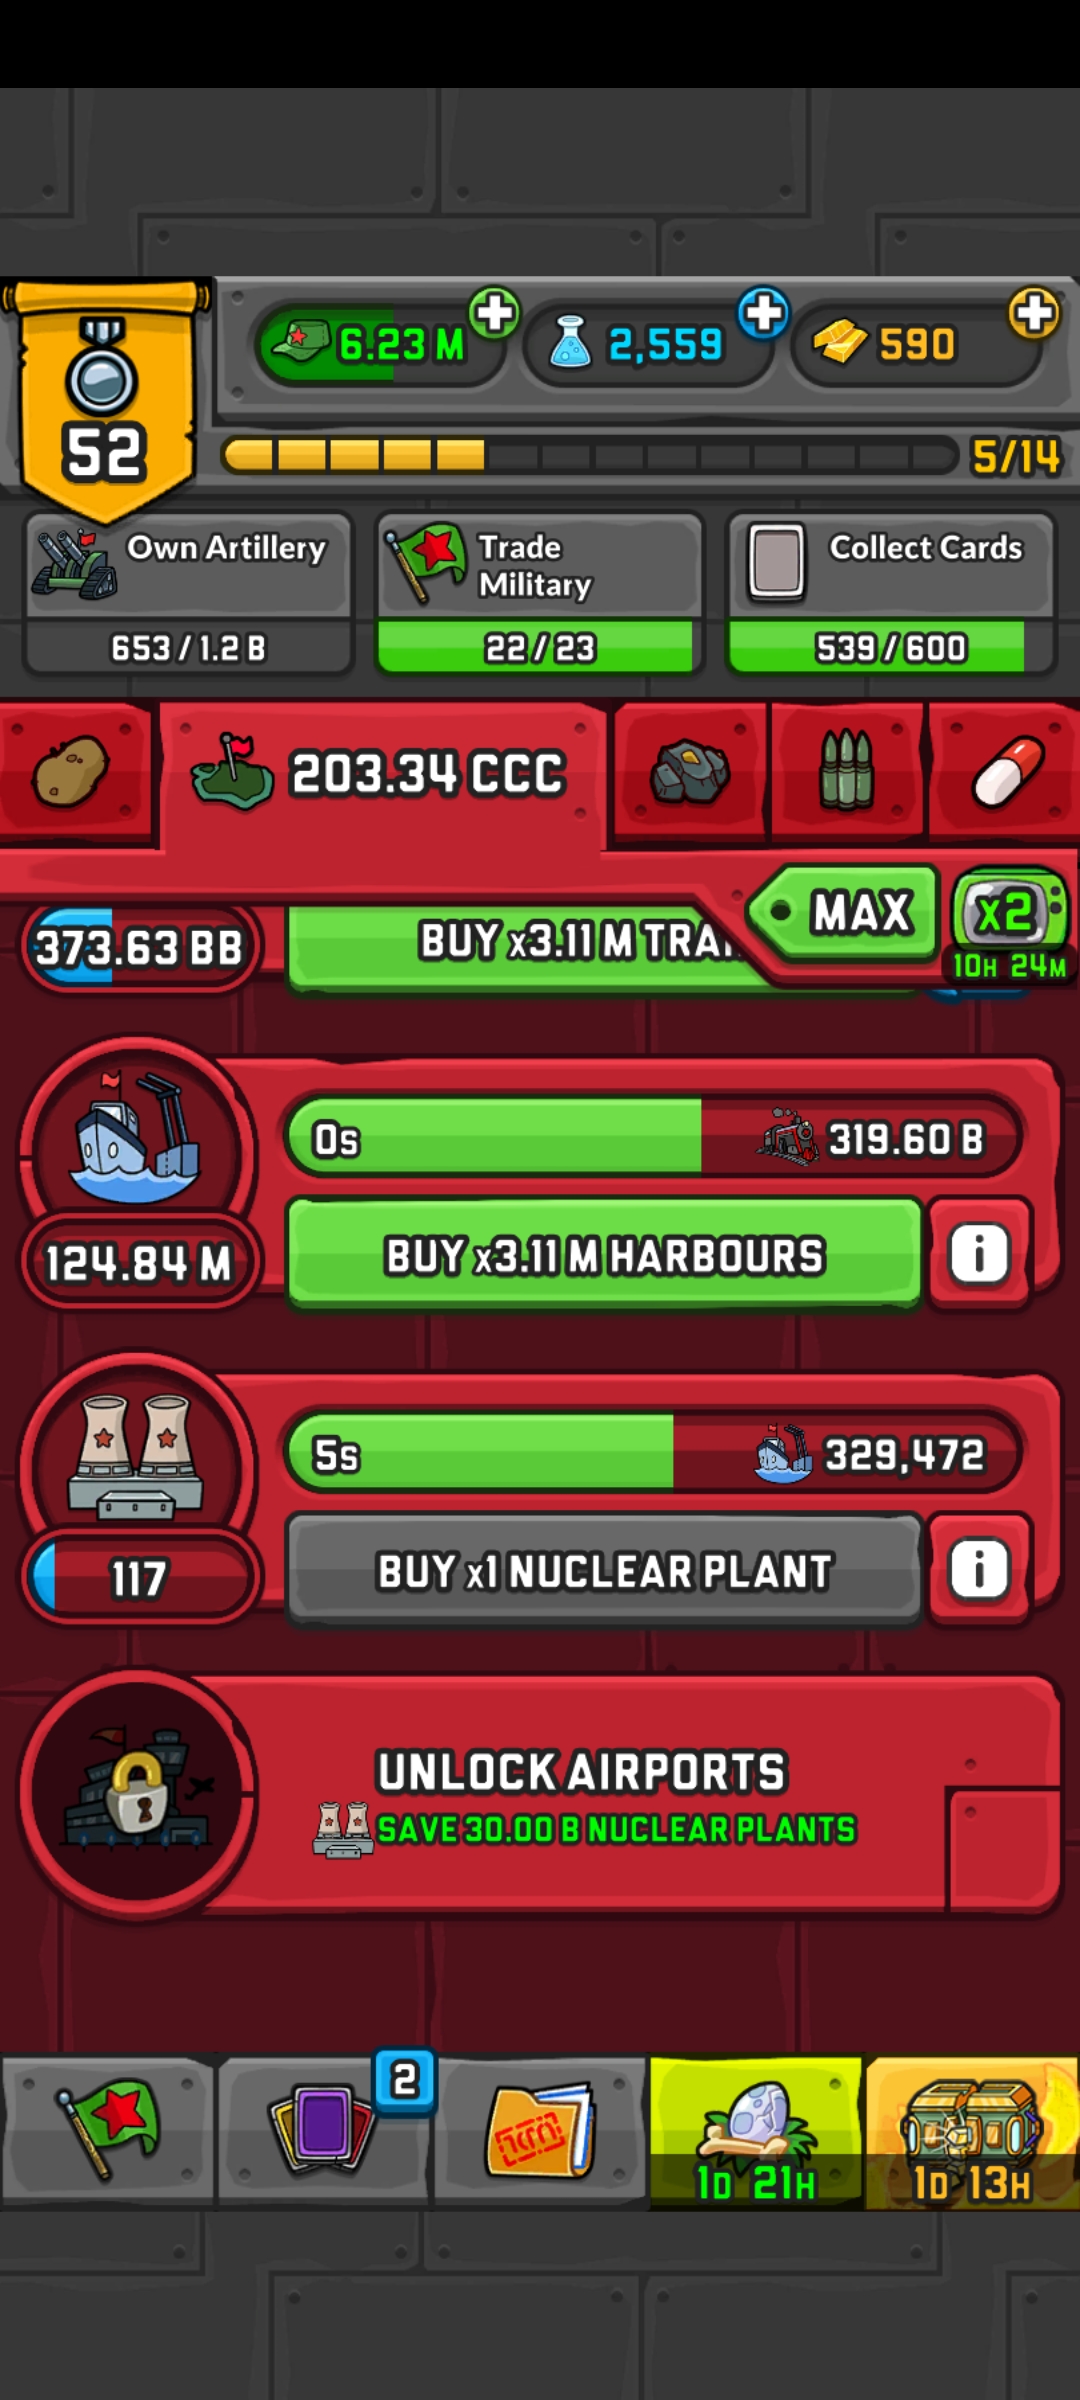 6.23 M
2,559
590
52
5/14
Own Artillery
653 / 1.2 B
Trade
Military
22 / 23
Collect Cards
539 / 600
203.34 CCC
MAX
x2
10H 24M
373.63 BB
BUY x3.11 M
0s
319.60 B
124.84 M
BUY x3.11 M HARBOURS
i
5s
329,472
117
BUY x1 NUCLEAR PLANT
i
UNLOCK AIRPORTS
SAVE 30.00 B NUCLEAR PLANTS
2
1D 21H
1D 13H